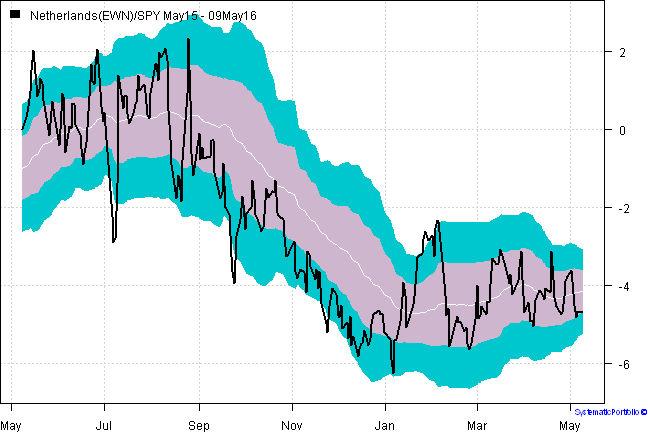 Netherlands(EWN)/SPY May15 - 09May16
2
0
-2
-4
-6
May Jul Sep Nov Jan Mar May
SystematicPortfolio ©